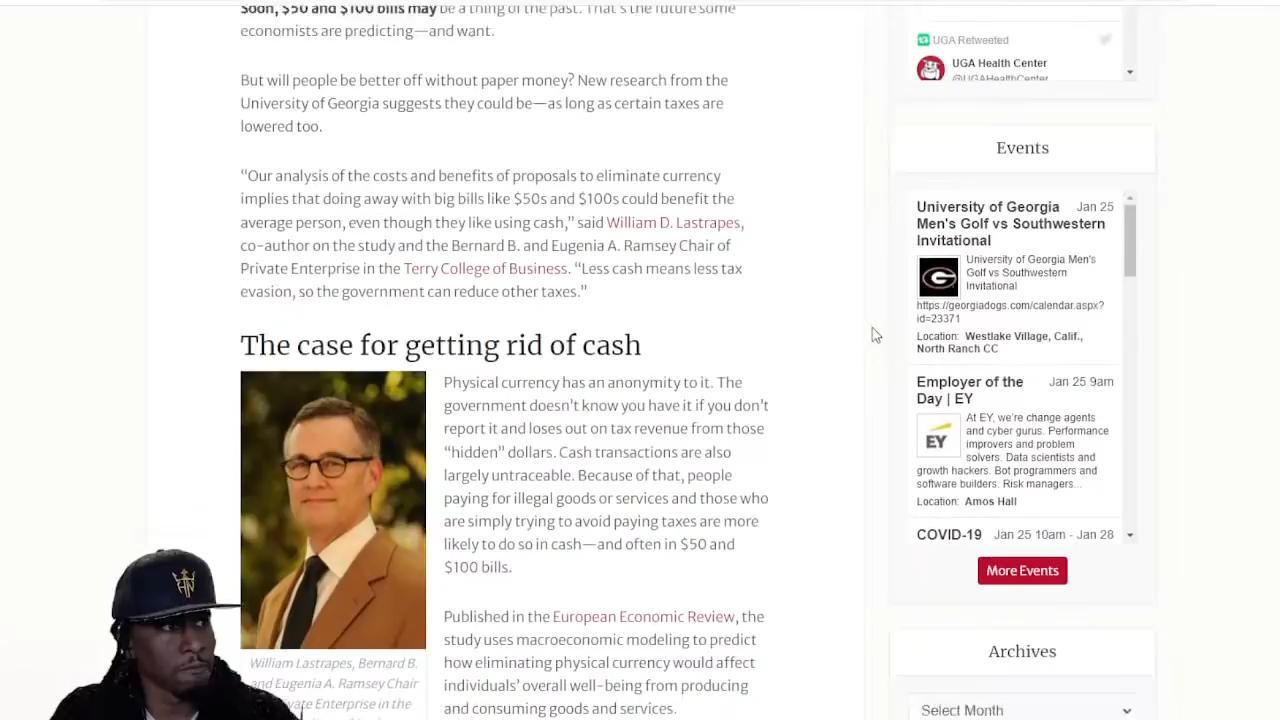 Soon, $50 and $100 bills may be a thing of the past. That's the future some
economists are predicting—and want.
But will people be better off without paper money? New research from the
University of Georgia suggests they could be—as long as certain taxes are
lowered too.
“Our analysis of the costs and benefits of proposals to eliminate currency
implies that doing away with big bills like $50s and $100s could benefit the
average person, even though they like using cash,” said William D. Lastrapes,
co-author on the study and the Bernard B. and Eugenia A. Ramsey Chair of
Private Enterprise in the Terry College of Business. “Less cash means less tax
evasion, so the government can reduce other taxes.”
The case for getting rid of cash
Physical currency has an anonymity to it. The
government doesn’t know you have it if you don’t
report it and loses out on tax revenue from those
“hidden” dollars. Cash transactions are also
largely untraceable. Because of that, people
paying for illegal goods or services and those who
are simply trying to avoid paying taxes are more
likely to do so in cash—and often in $50 and
$100 bills.
Published in the European Economic Review, the
study uses macroeconomic modeling to predict
how eliminating physical currency would affect
individuals’ overall well-being from producing
and consuming goods and services.
William Lastrapes, Bernard B.
and Eugenia A. Ramsey Chair
Enterprise in the
UGA Retweeted
UGA Health Center
@UGAHealthCenter
Events
University of Georgia Jan 25
Men's Golf vs Southwestern
Invitational
University of Georgia Men's
Golf vs Southwestern
Invitational
https://georgiadogs.com/calendar.aspx?
id=23371
Location: Westlake Village, Calif.,
North Ranch CC
Employer of the Jan 25 9am
Day | EY
EY
At EY, we're change agents
and cyber gurus. Performance
improvers and problem
solvers. Data scientists and
growth hackers. Bot programmers and
software builders. Risk managers...
Location: Amos Hall
COVID-19 Jan 25 10am - Jan 28
More Events
Archives
Select Month